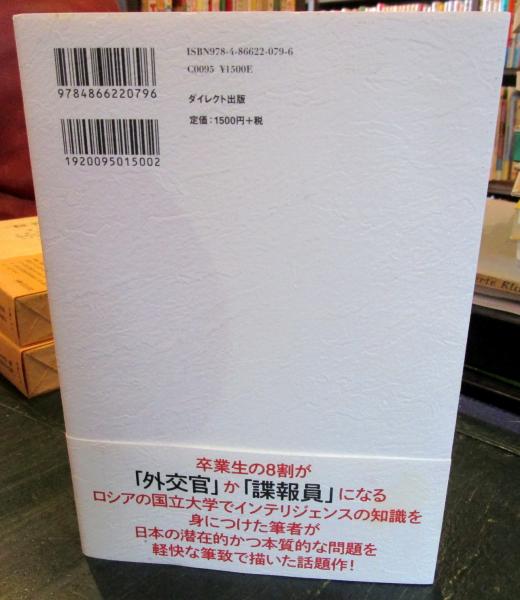 ISBN978-4-86622-079-6
C0095 ¥1500E
9784866220796
ダイレクト出版
定価：1500円+税
1920095015002
卒業生の8割が
「外交官」か「諜報員」になる
ロシアの国立大学でインテリジェンスの知識を
身につけた筆者が
日本の潜在的かつ本質的な問題を
軽快な筆致で描いた話題作！